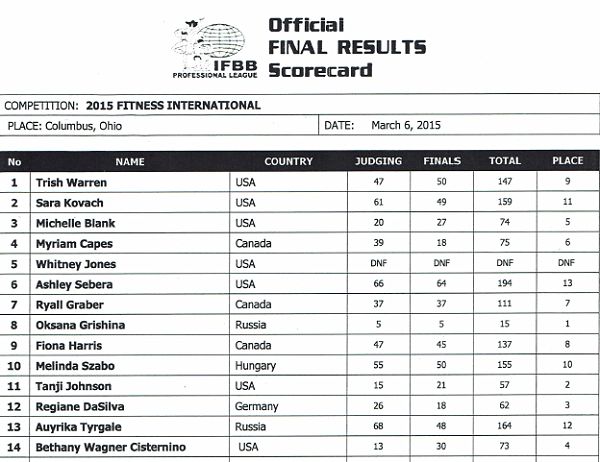 Official
FINAL RESULTS
Scorecard
IFBB
PROFESSIONAL LEAGUE
COMPETITION: 2015 FITNESS INTERNATIONAL
PLACE: Columbus, Ohio DATE: March 6, 2015
No NAME COUNTRY JUDGING FINALS TOTAL PLACE
1 Trish Warren USA 47 50 147 9
2 Sara Kovach USA 61 49 159 11
3 Michelle Blank USA 20 27 74 5
4 Myriam Capes Canada 39 18 75 6
5 Whitney Jones USA DNF DNF DNF DNF
6 Ashley Sebera USA 66 64 194 13
7 Ryall Graber Canada 37 37 111 7
8 Oksana Grishina Russia 5 5 15 1
9 Fiona Harris Canada 47 45 137 8
10 Melinda Szabo Hungary 55 50 155 10
11 Tanji Johnson USA 15 21 57 2
12 Regiane DaSilva Germany 26 18 62 3
13 Auyrika Tyrgale Russia 68 48 164 12
14 Bethany Wagner Cisternino USA 13 30 73 4